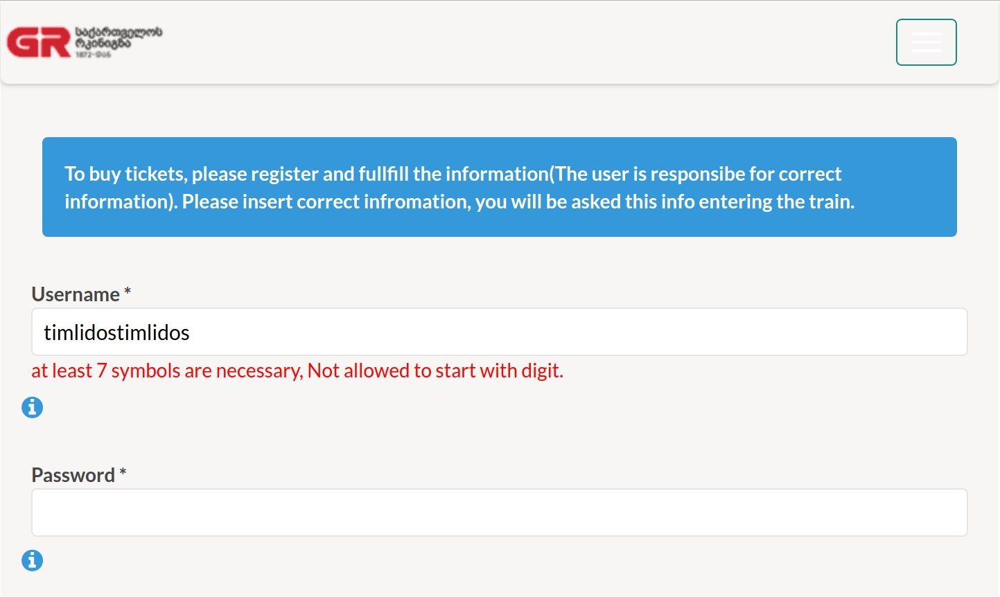 GR საქართველოს
რკინიგზა
1872-დან
To buy tickets, please register and fullfill the information(The user is responsibe for correct
information). Please insert correct infromation, you will be asked this info entering the train.
Username *
timlidostimlidos
at least 7 symbols are necessary, Not allowed to start with digit.
Password *